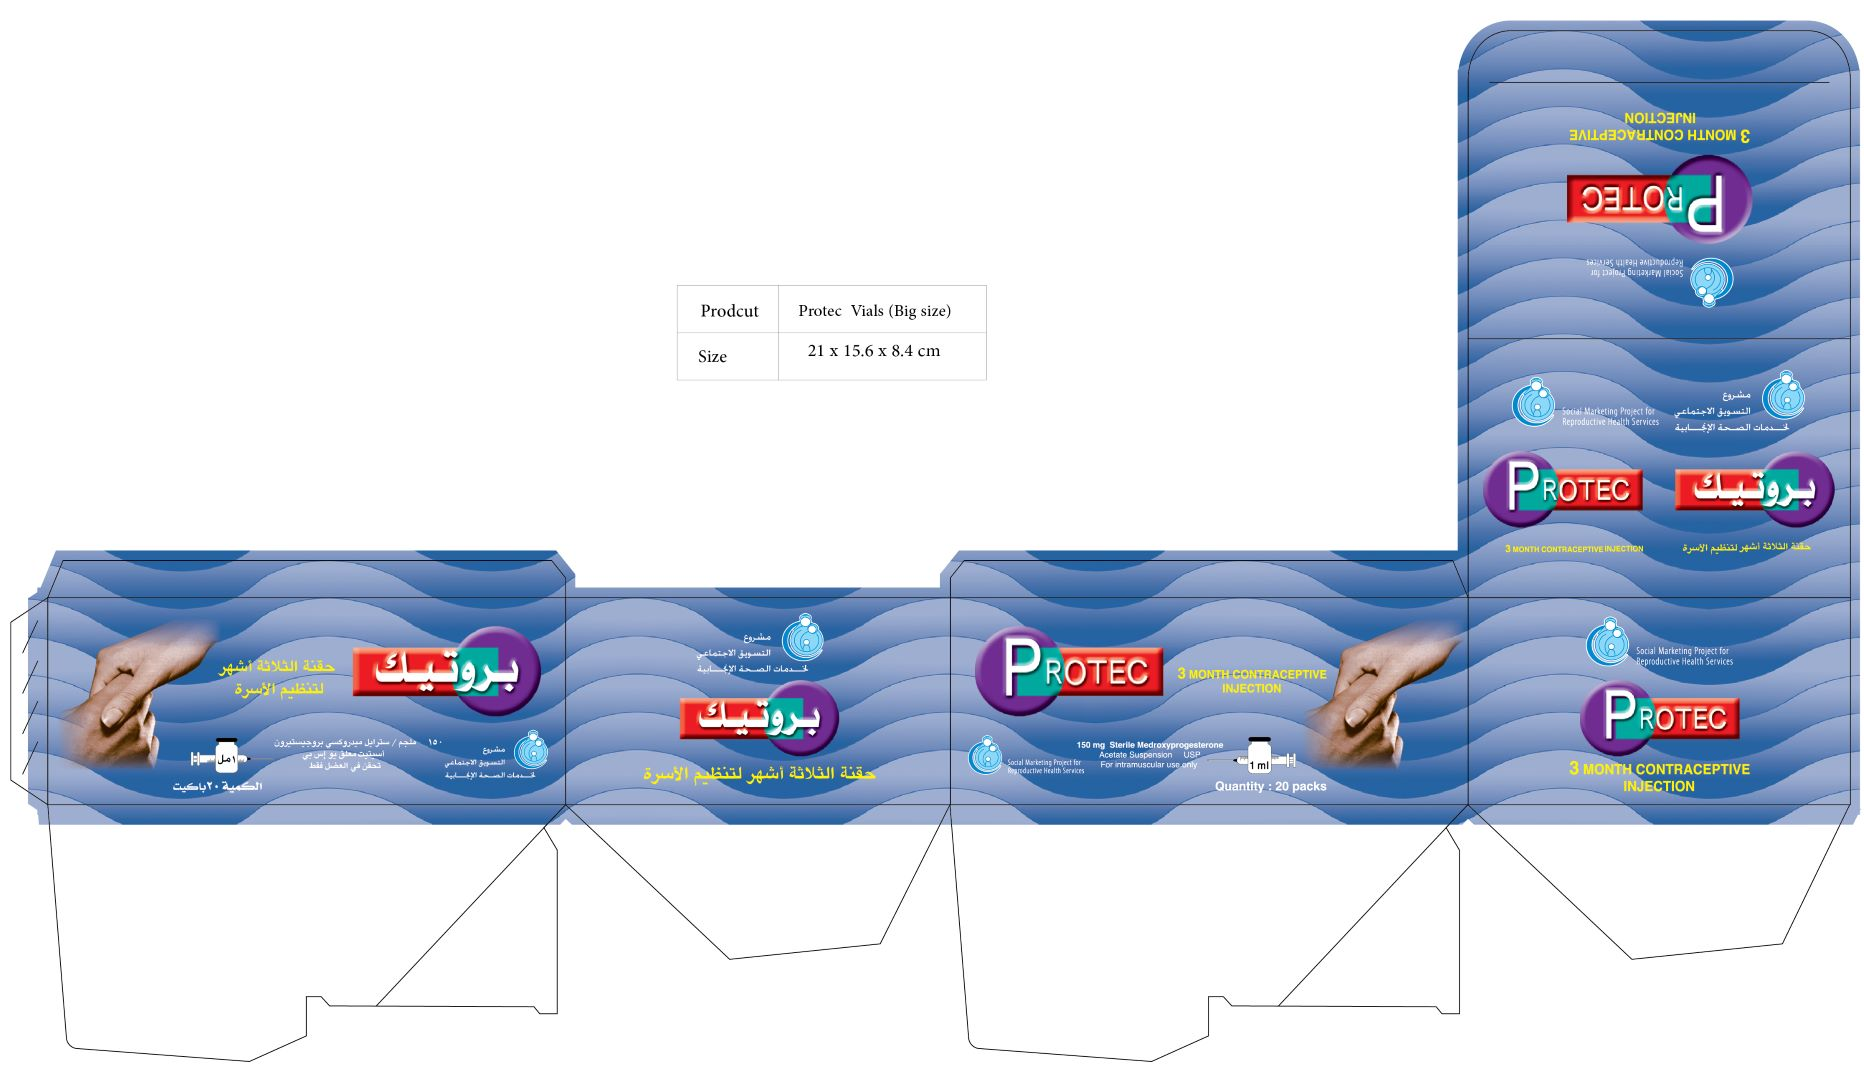 3 MONTH CONTRACEPTIVE
INJECTION
PROTEC
Social Marketing Project for
Reproductive Health Services
Prodcut Protec Vials (Big size)
Size 21 x 15.6 x 8.4 cm
Social Marketing Project for
Reproductive Health Services
مشروع
التسويق الاجتماعي
لخدمات الصحة الإنجابية
PROTEC
بروتيك
3 MONTH CONTRACEPTIVE INJECTION
حقنة الثلاثة أشهر لتنظيم الأسرة
بروتيك
حقنة الثلاثة أشهر
لتنظيم الأسرة
١٥٠ ملجم / سترايل ميدروكسي بروجيستيرون
اسيتيت معلق يو إس بي
تحقن في العضل فقط
١ مل
الكمية ٢٠ باكيت
مشروع
التسويق الاجتماعي
لخدمات الصحة الإنجابية
مشروع
التسويق الاجتماعي
لخدمات الصحة الإنجابية
بروتيك
حقنة الثلاثة أشهر لتنظيم الأسرة
PROTEC
3 MONTH CONTRACEPTIVE
INJECTION
Social Marketing Project for
Reproductive Health Services
150 mg Sterile Medroxyprogesterone
Acetate Suspension USP
For intramuscular use only
1 ml
Quantity : 20 packs
Social Marketing Project for
Reproductive Health Services
PROTEC
3 MONTH CONTRACEPTIVE
INJECTION